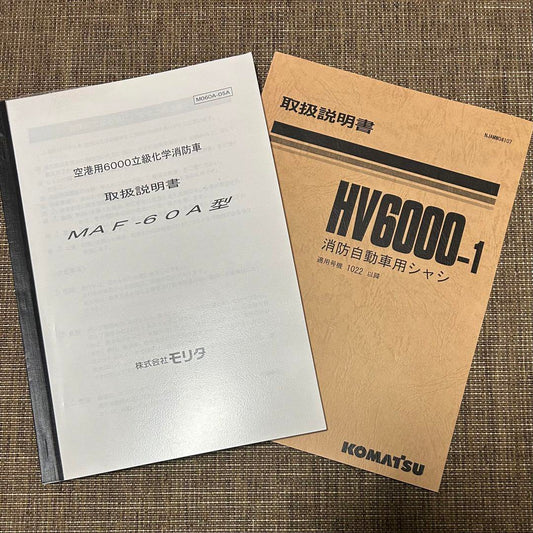 M060A-05A
空港用6000立級化学消防車
取扱説明書
MAF-60A型
株式会社モリタ
取扱説明書
HV6000-1
消防自動車用シャシ
適用号機 1022 以降
KOMATSU